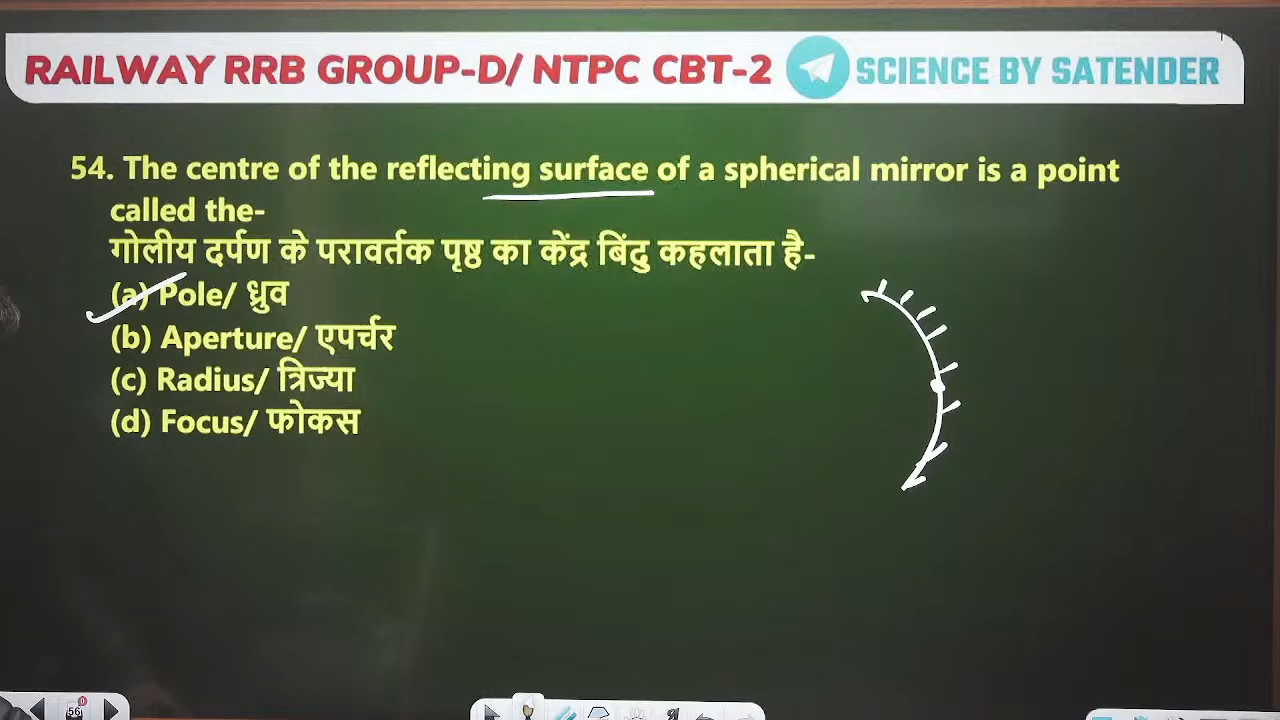 RAILWAY RRB GROUP-D/ NTPC CBT-2 SCIENCE BY SATENDER
54. The centre of the reflecting surface of a spherical mirror is a point
called the-
गोलीय दर्पण के परावर्तक पृष्ठ का केंद्र बिंदु कहलाता है-
(a) Pole/ ध्रुव
(b) Aperture/ एपर्चर
(c) Radius/ त्रिज्या
(d) Focus/ फोकस
56